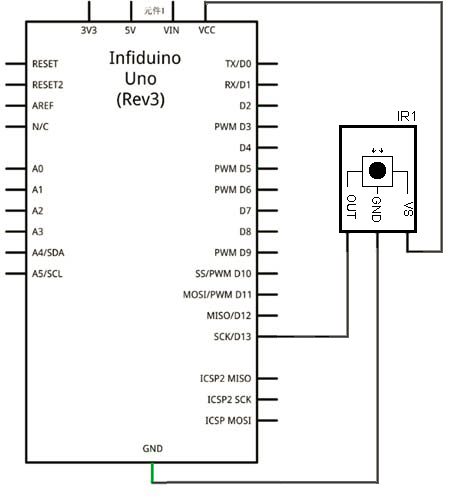 元件1
3V3 5V VIN VCC
Infiduino
Uno
(Rev3)
RESET
RESET2
AREF
N/C
A0
A1
A2
A3
A4/SDA
A5/SCL
TX/D0
RX/D1
D2
PWM D3
D4
PWM D5
PWM D6
D7
D8
PWM D9
SS/PWM D10
MOSI/PWM D11
MISO/D12
SCK/D13
ICSP2 MISO
ICSP2 SCK
ICSP MOSI
GND
IR1
OUT
GND
VS